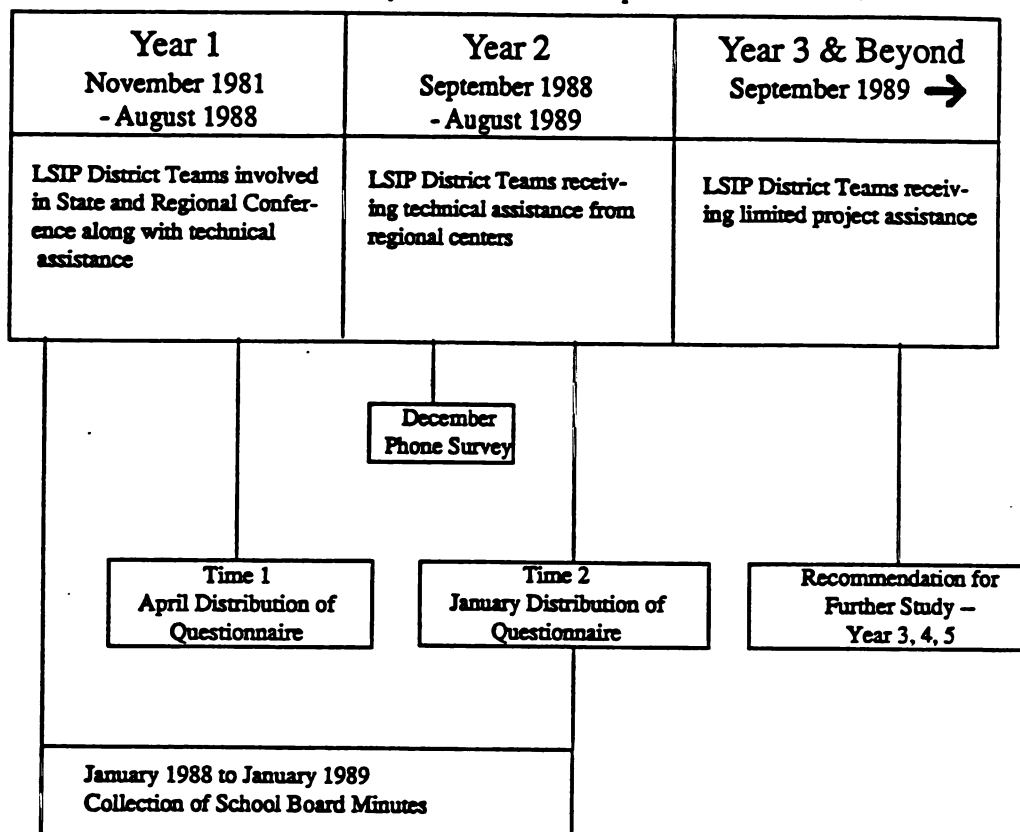 Year 1
November 1981
- August 1988
Year 2
September 1988
- August 1989
Year 3 & Beyond
September 1989 →
LSIP District Teams involved
in State and Regional Confer-
ence along with technical
assistance
LSIP District Teams receiv-
ing technical assistance from
regional centers
LSIP District Teams receiv-
ing limited project assistance
December
Phone Survey
Time 1
April Distribution of
Questionnaire
Time 2
January Distribution of
Questionnaire
Recommendation for
Further Study –
Year 3, 4, 5
January 1988 to January 1989
Collection of School Board Minutes